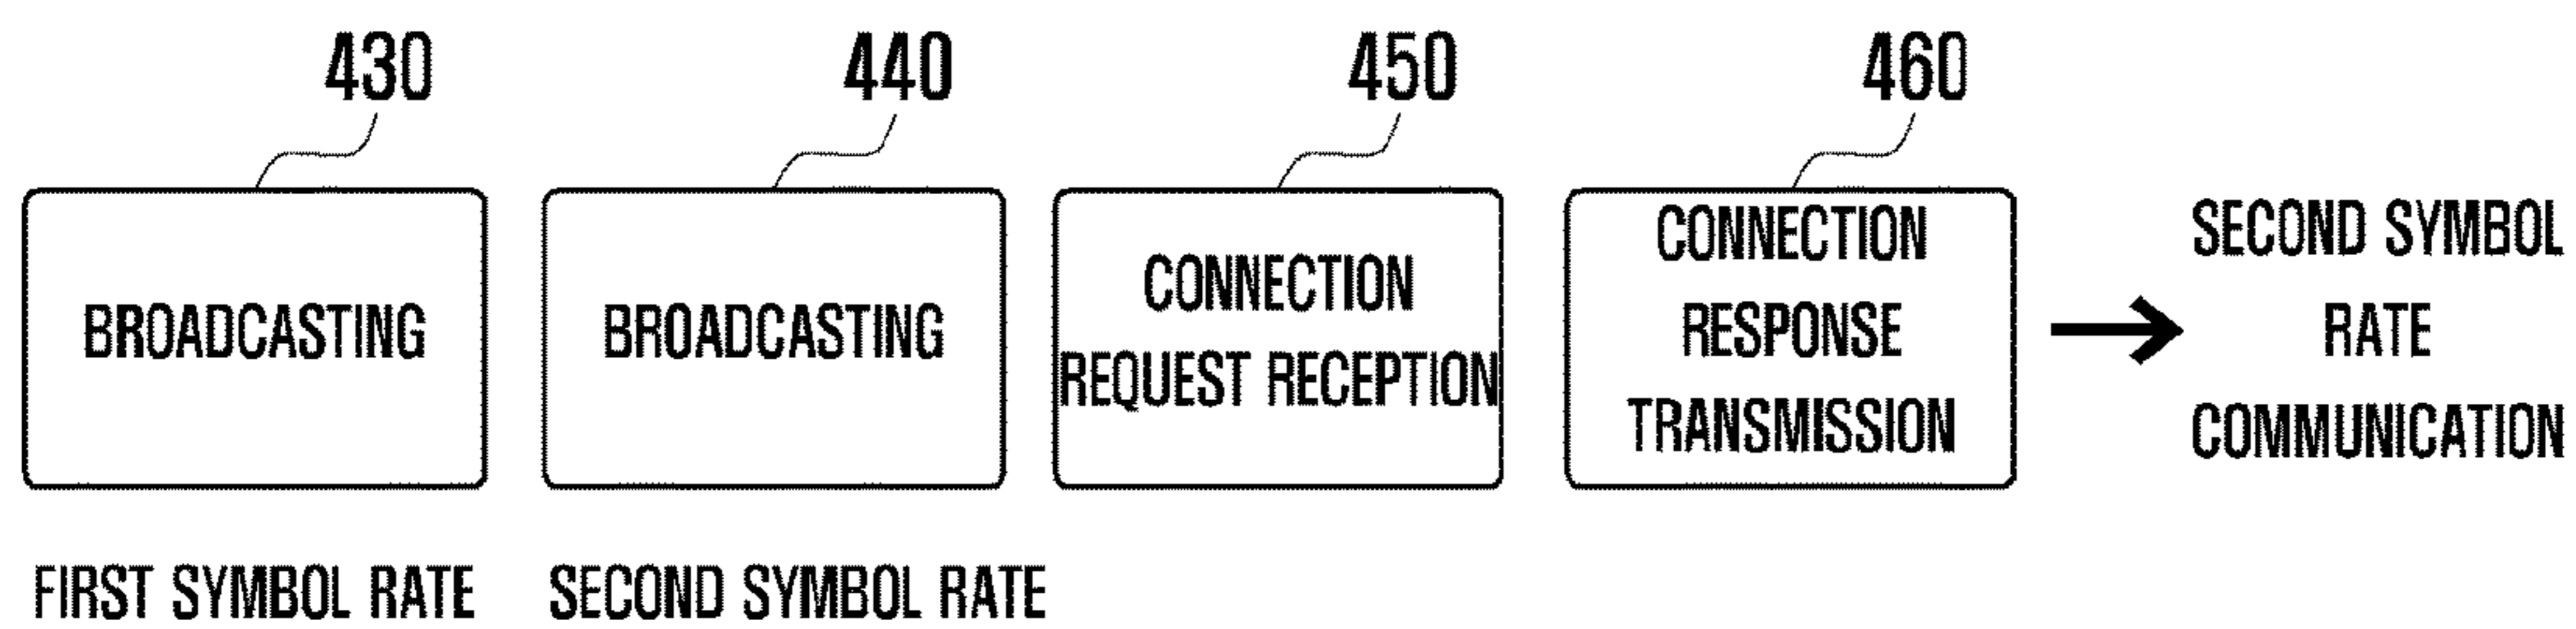 430
440
450
460
BROADCASTING
BROADCASTING
CONNECTION
REQUEST RECEPTION
CONNECTION
RESPONSE
TRANSMISSION
SECOND SYMBOL
RATE
COMMUNICATION
FIRST SYMBOL RATE
SECOND SYMBOL RATE